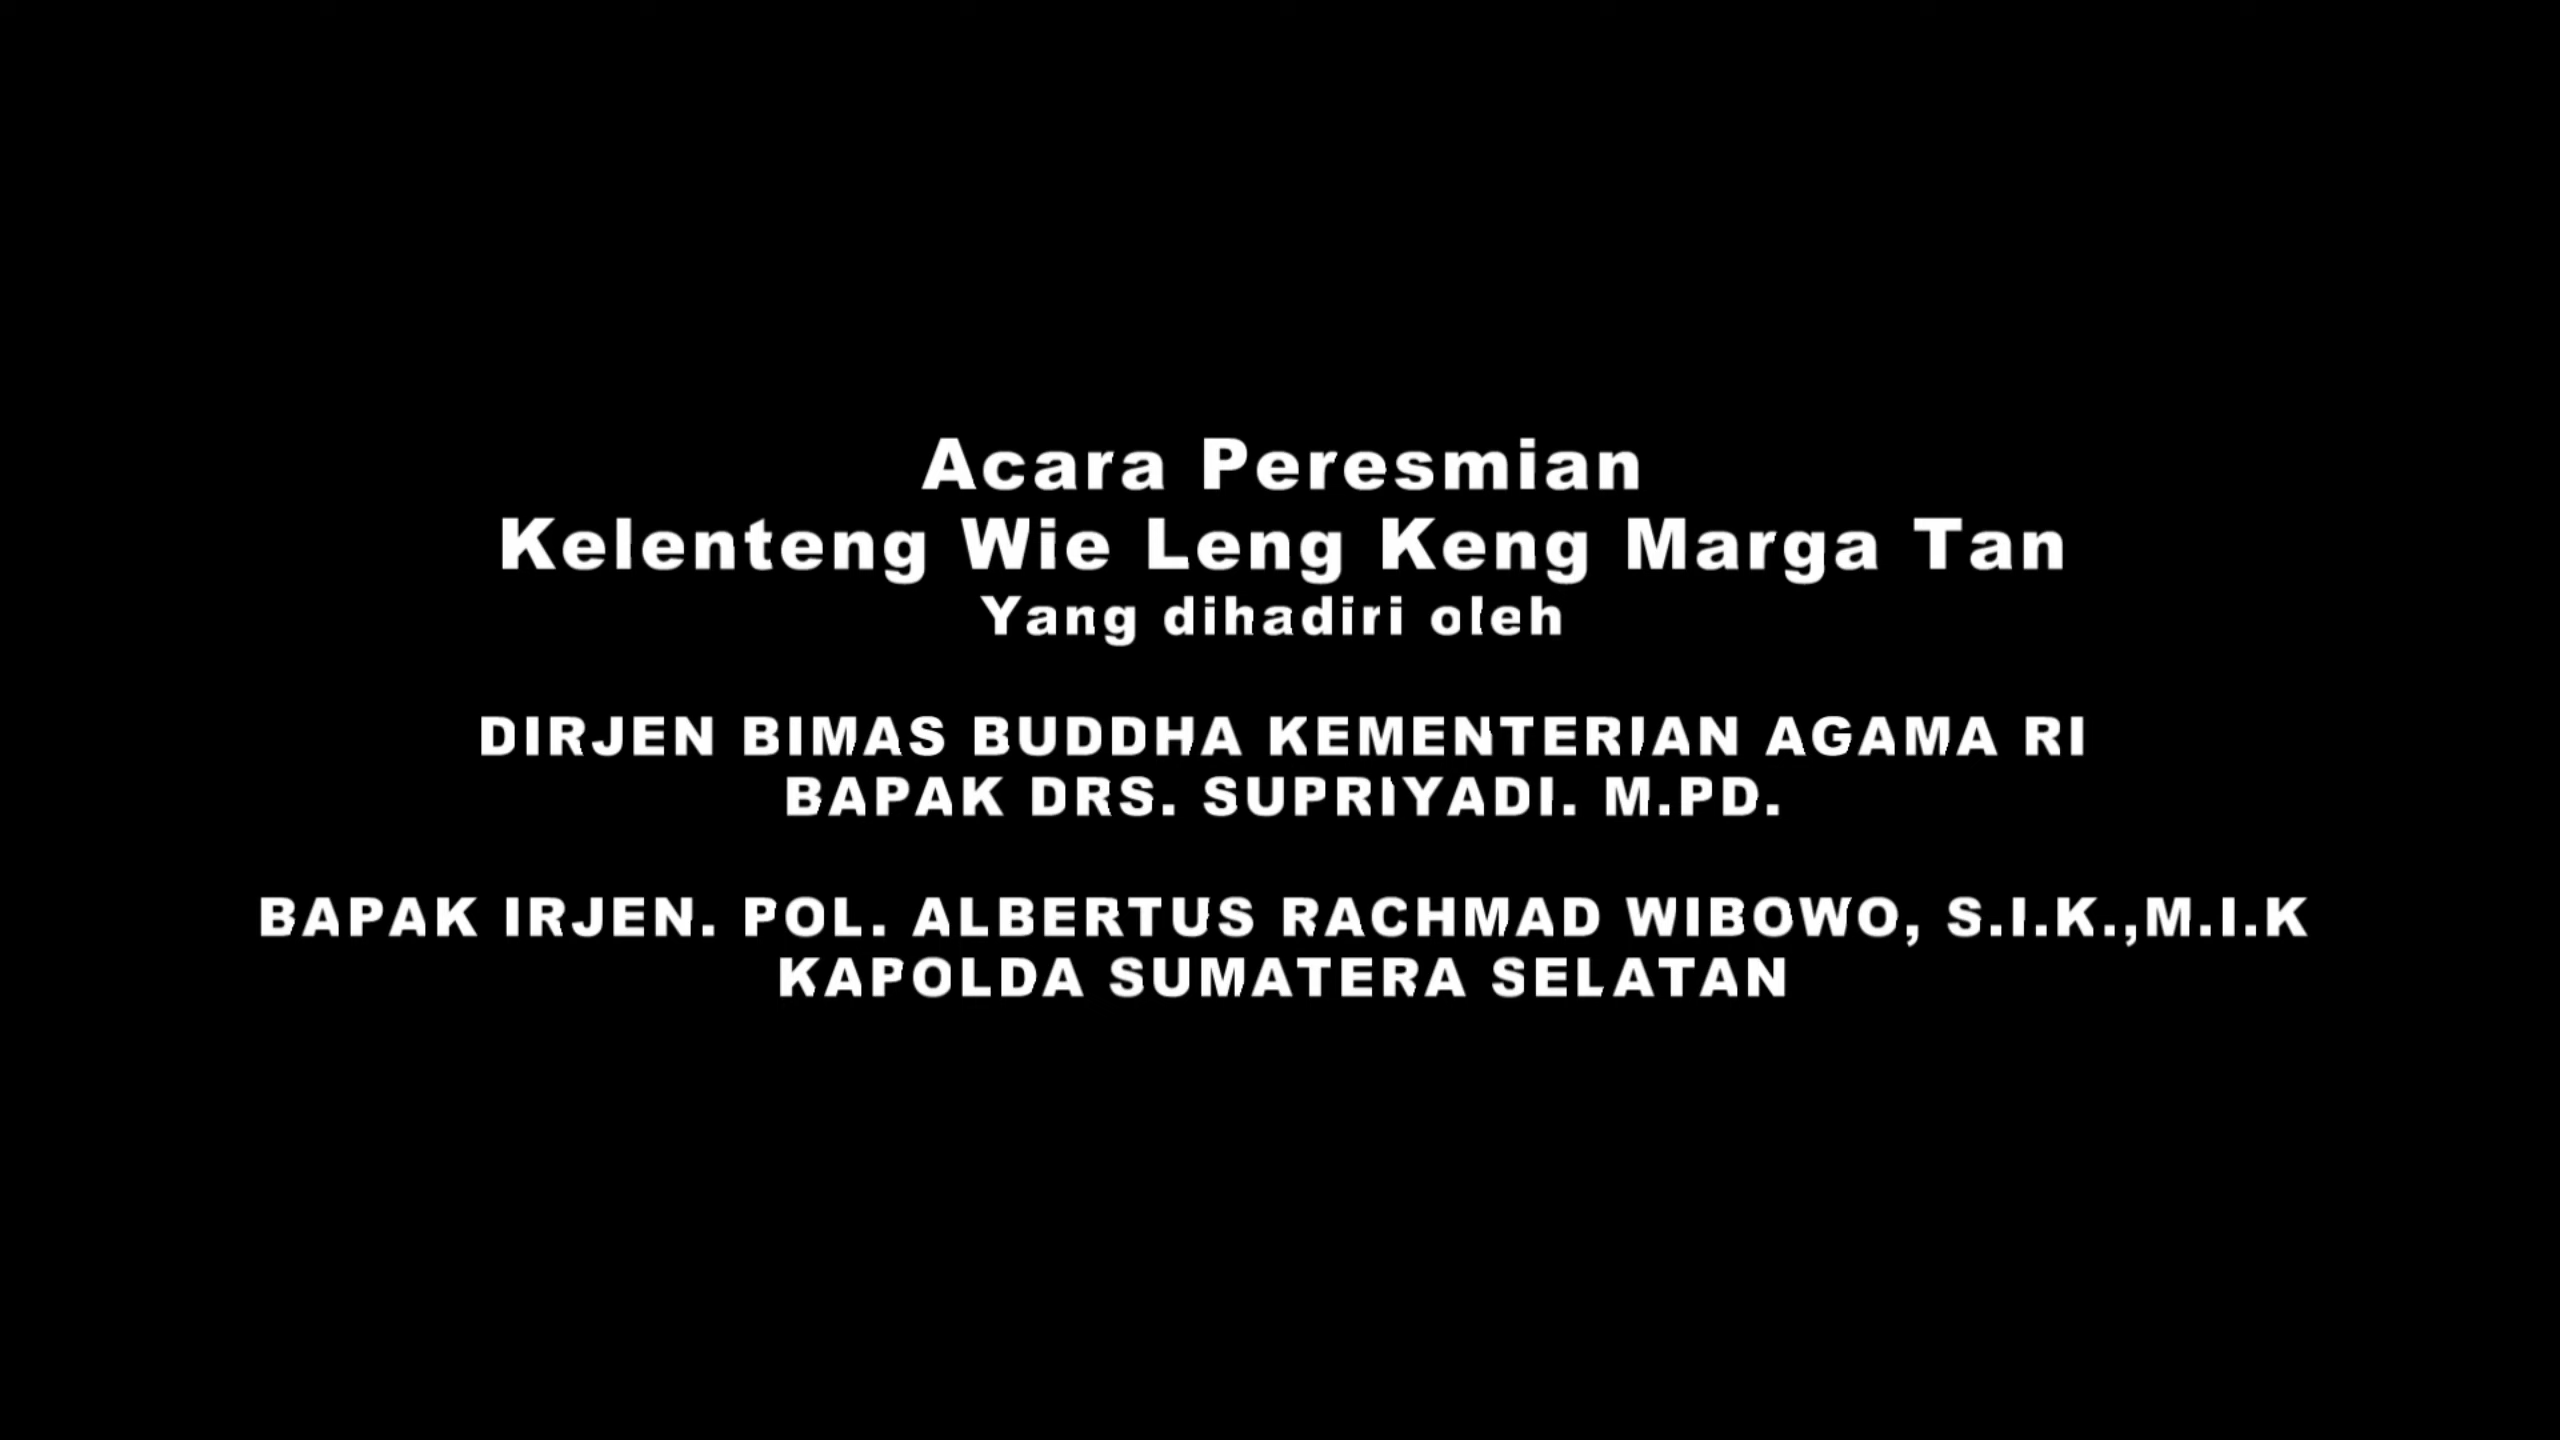 Acara Peresmian
Kelenteng Wie Leng Keng Marga Tan
Yang dihadiri oleh
DIRJEN BIMAS BUDDHA KEMENTERIAN AGAMA RI
BAPAK DRS. SUPRIYADI. M.PD.
BAPAK IRJEN. POL. ALBERTUS RACHMAD WIBOWO, S.I.K.,M.I.K
KAPOLDA SUMATERA SELATAN